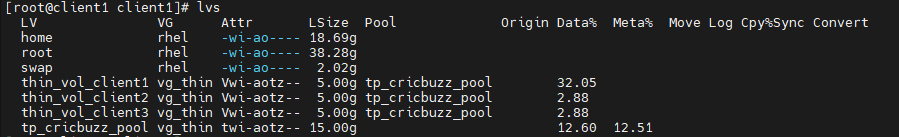 [root@client1 client1]# lvs
LV VG Attr LSize Pool Origin Data% Meta% Move Log Cpy%Sync Convert
home rhel -wi-ao---- 18.69g
root rhel -wi-ao---- 38.28g
swap rhel -wi-ao---- 2.02g
thin_vol_client1 vg_thin Vwi-aotz-- 5.00g tp_cricbuzz_pool 32.05
thin_vol_client2 vg_thin Vwi-aotz-- 5.00g tp_cricbuzz_pool 2.88
thin_vol_client3 vg_thin Vwi-aotz-- 5.00g tp_cricbuzz_pool 2.88
tp_cricbuzz_pool vg_thin twi-aotz-- 15.00g 12.60 12.51